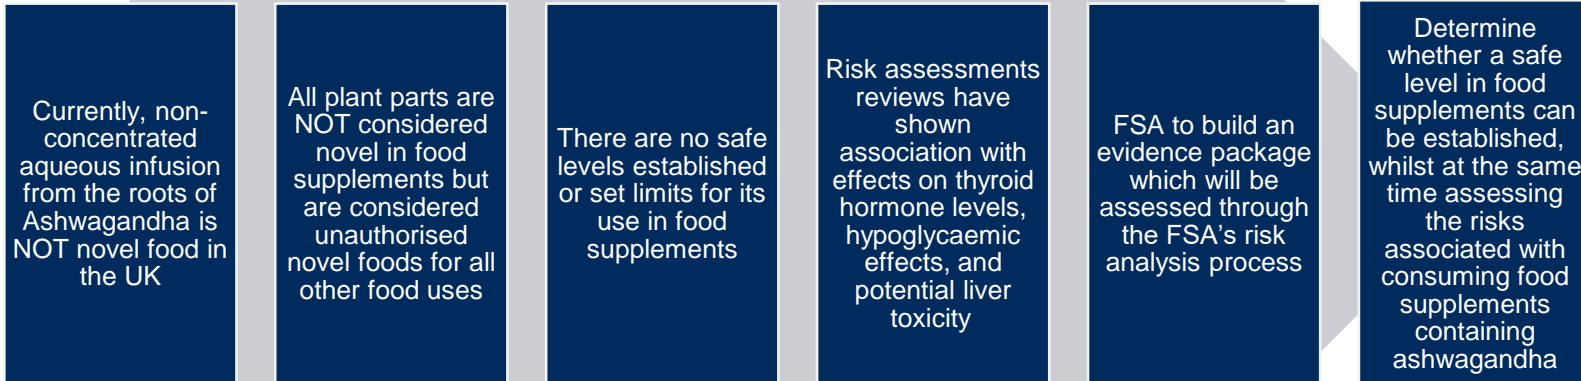 Currently, non-
concentrated
aqueous infusion
from the roots of
Ashwagandha is
NOT novel food in
the UK
All plant parts are
NOT considered
novel in food
supplements but
are considered
unauthorised
novel foods for all
other food uses
There are no safe
levels established
or set limits for its
use in food
supplements
Risk assessments
reviews have
shown
association with
effects on thyroid
hormone levels,
hypoglycaemic
effects, and
potential liver
toxicity
FSA to build an
evidence package
which will be
assessed through
the FSA’s risk
analysis process
Determine
whether a safe
level in food
supplements can
be established,
whilst at the same
time assessing
the risks
associated with
consuming food
supplements
containing
ashwagandha